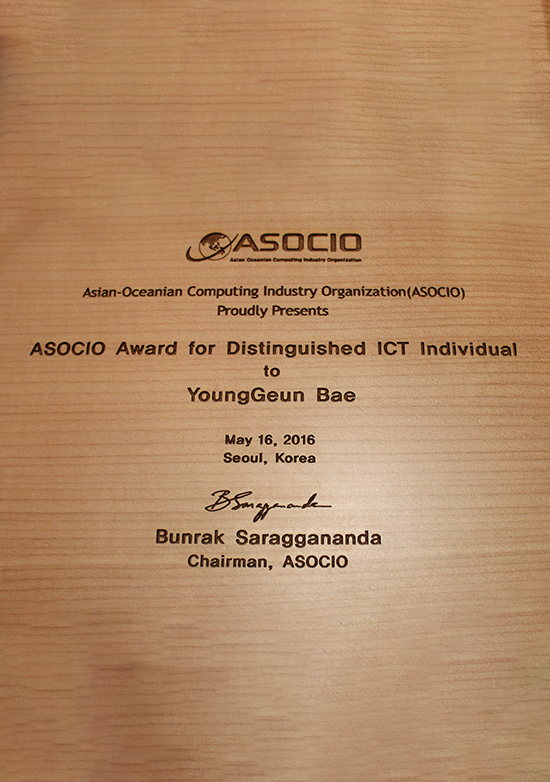 ASOCIO
Asian Oceanian Computing Industry Organization
Asian-Oceanian Computing Industry Organization(ASOCIO)
Proudly Presents
ASOCIO Award for Distinguished ICT Individual
to
YoungGeun Bae
May 16, 2016
Seoul, Korea
B Saraggananda
Bunrak Saraggananda
Chairman, ASOCIO